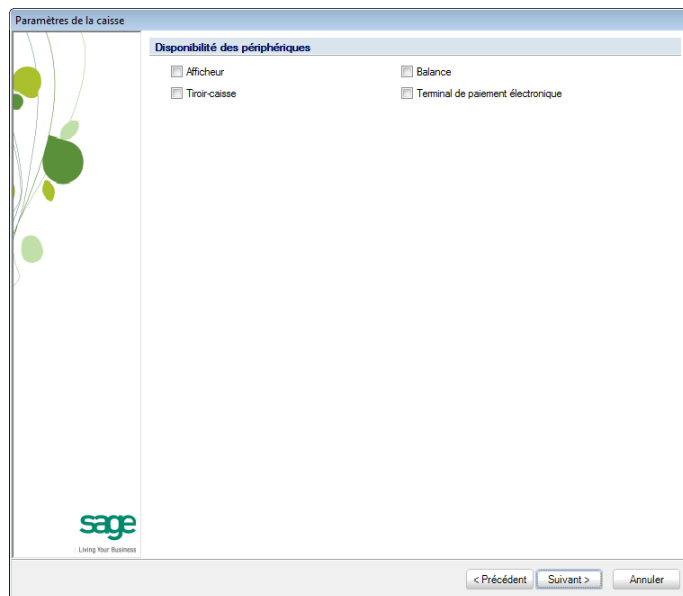 Paramètres de la caisse
Disponibilité des périphériques
Afficheur
Balance
Tiroir-caisse
Terminal de paiement électronique
sage
Living Your Business
< Précédent
Suivant >
Annuler